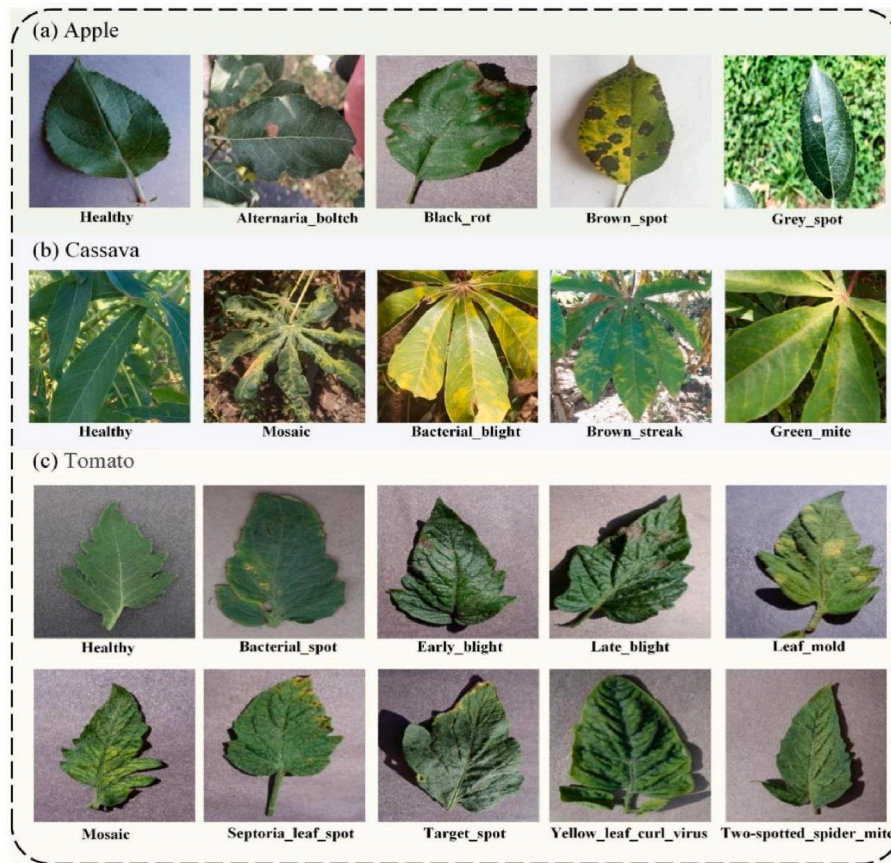 (a) Apple
Healthy
Alternaria_boltch
Black_rot
Brown_spot
Grey_spot
(b) Cassava
Healthy
Mosaic
Bacterial_blight
Brown_streak
Green_mite
(c) Tomato
Healthy
Bacterial_spot
Early_blight
Late_blight
Leaf_mold
Mosaic
Septoria_leaf_spot
Target_spot
Yellow_leaf_curl_virus
Two-spotted_spider_mite